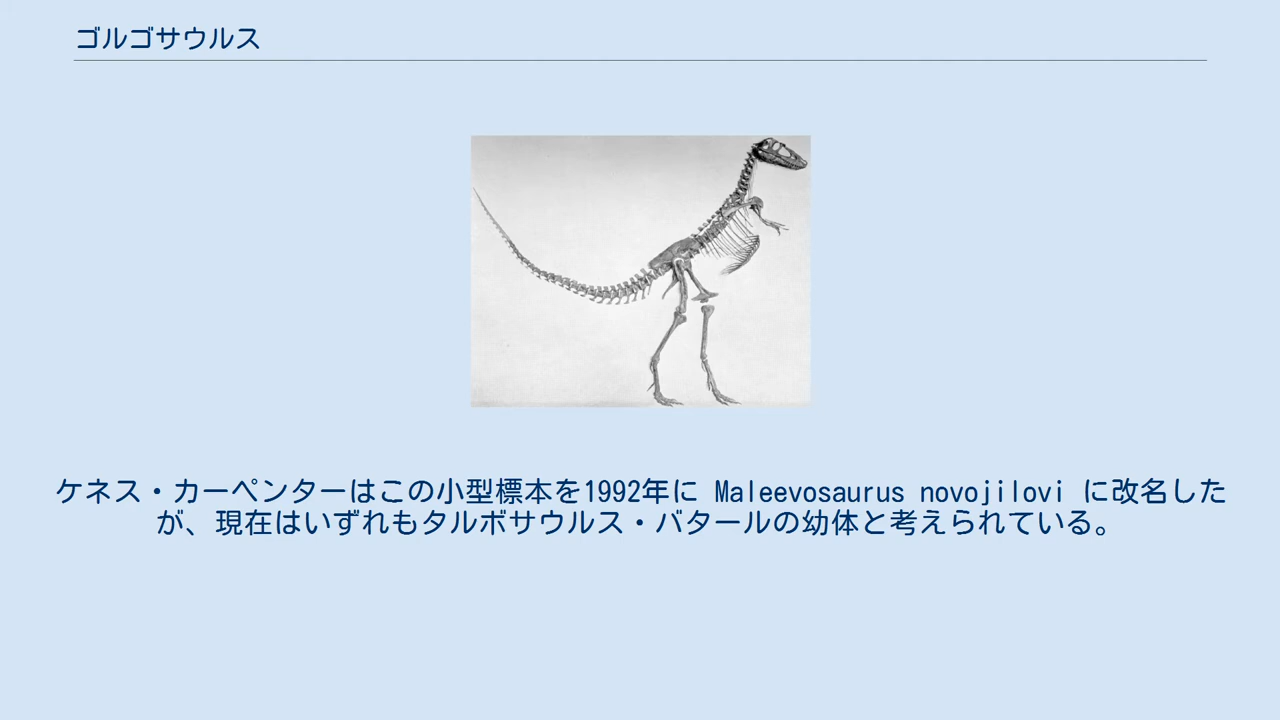 ゴルゴサウルス
ケネス・カーペンターはこの小型標本を1992年に Maleevosaurus novojilovi に改名した
が、現在はいずれもタルボサウルス・バタールの幼体と考えられている。